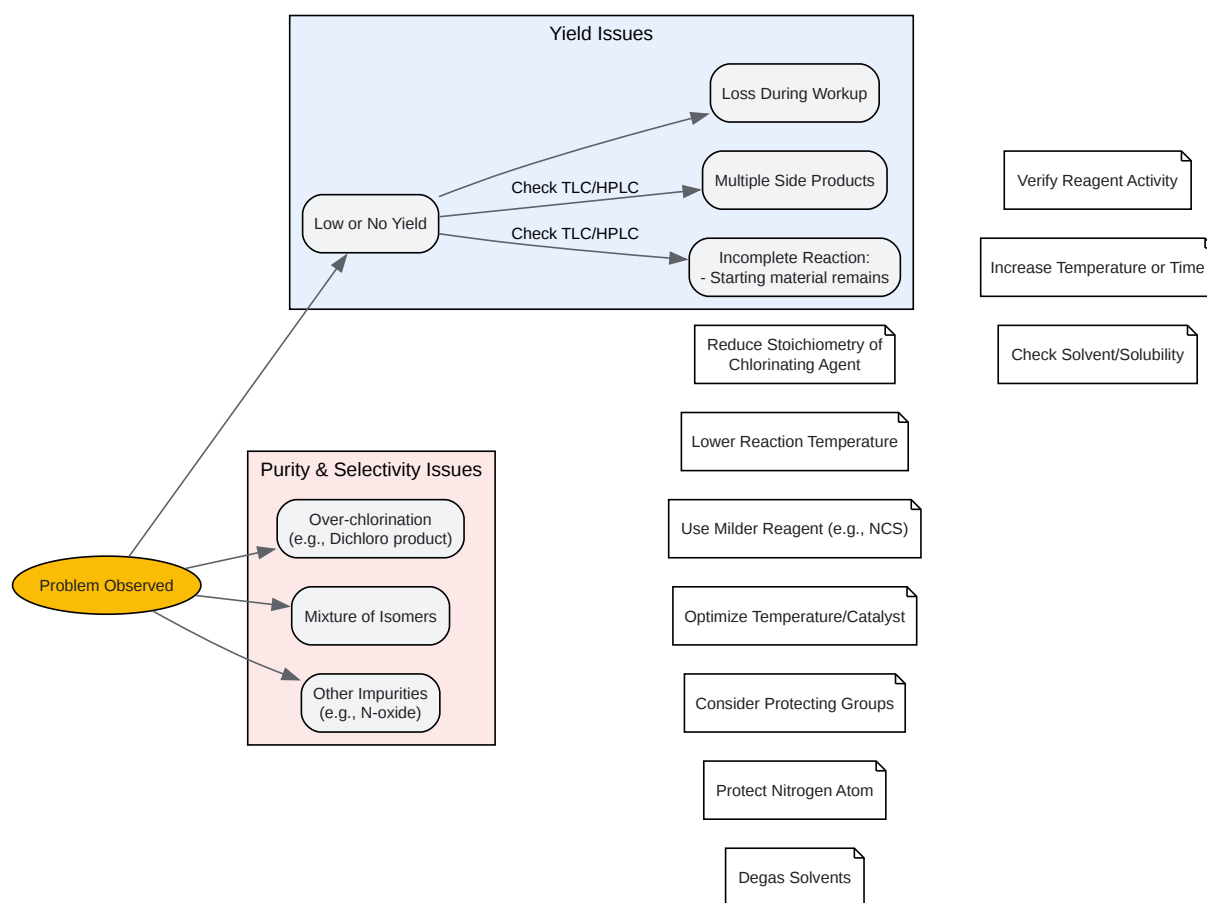 Yield Issues
Loss During Workup
Check TLC/HPLC
Multiple Side Products
Verify Reagent Activity
Low or No Yield
Check TLC/HPLC
Incomplete Reaction:
- Starting material remains
Increase Temperature or Time
Reduce Stoichiometry of
Chlorinating Agent
Check Solvent/Solubility
Lower Reaction Temperature
Purity & Selectivity Issues
Over-chlorination
(e.g., Dichloro product)
Use Milder Reagent (e.g., NCS)
Problem Observed
Mixture of Isomers
Optimize Temperature/Catalyst
Other Impurities
(e.g., N-oxide)
Consider Protecting Groups
Protect Nitrogen Atom
Degas Solvents